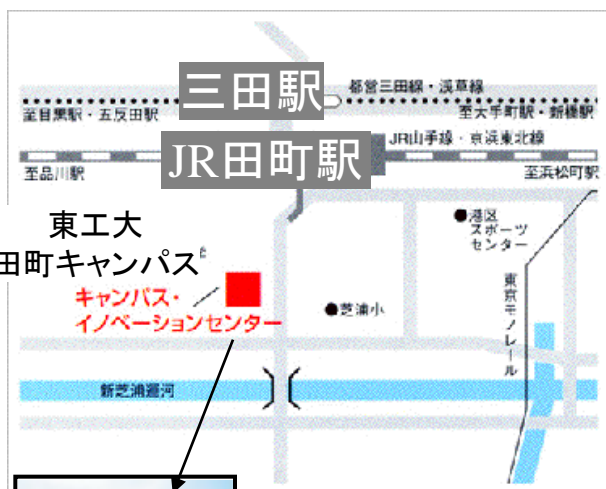 三田駅
都営三田線・浅草線
至目黒駅・五反田駅
至大手町駅・新橋駅
JR田町駅
JR山手線・京浜東北線
至品川駅
至浜松町駅
東工大
田町キャンパス
●港区
スポーツ
センター
キャンパス・
イノベーションセンター
●芝浦小
東京モノレール
新芝浦運河